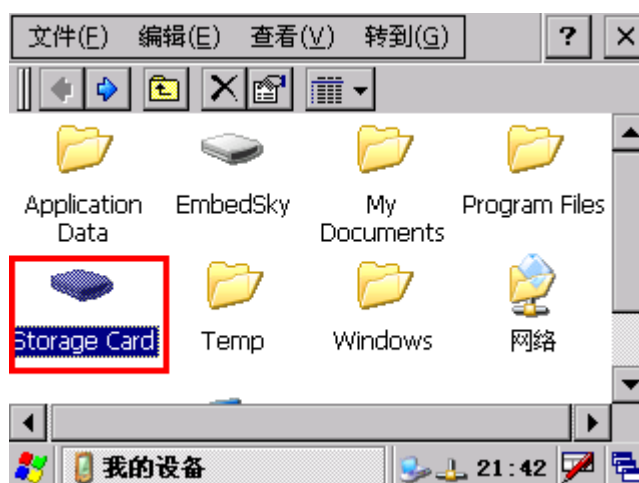 文件(F) 编辑(E) 查看(V) 转到(G) ?
Application Data
EmbedSky
My Documents
Program Files
Storage Card
Temp
Windows
网络
我的设备 21:42